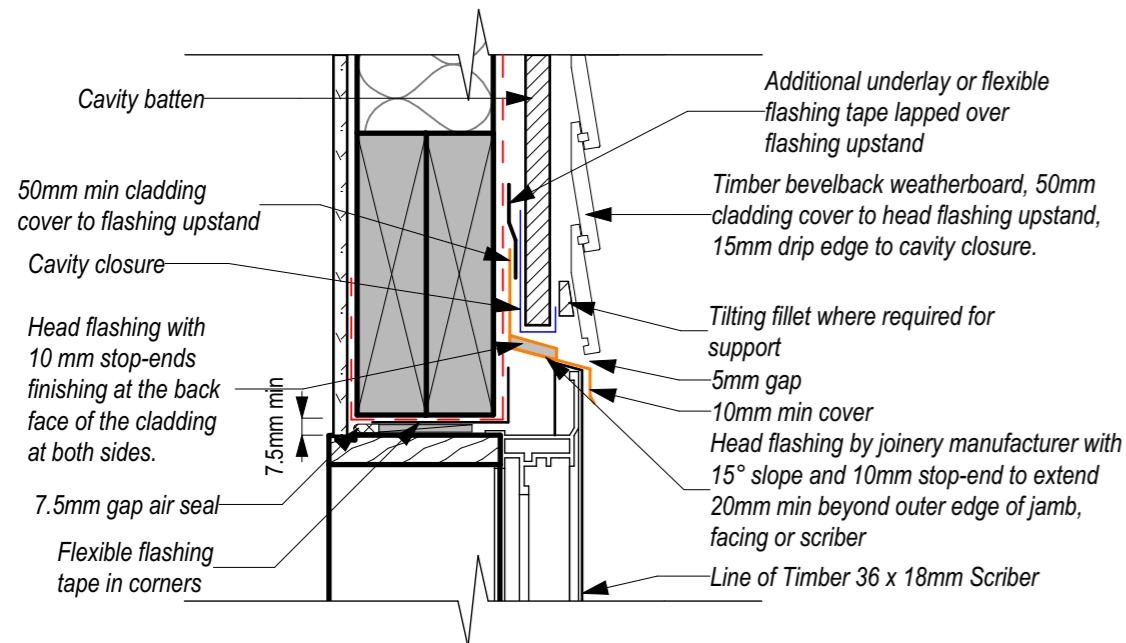 Cavity batten
50mm min cladding
cover to flashing upstand
Cavity closure
Head flashing with
10 mm stop-ends
finishing at the back
face of the cladding
at both sides.
7.5mm min
7.5mm gap air seal
Flexible flashing
tape in corners
Additional underlay or flexible
flashing tape lapped over
flashing upstand
Timber bevelback weatherboard, 50mm
cladding cover to head flashing upstand,
15mm drip edge to cavity closure.
Tilting fillet where required for
support
5mm gap
10mm min cover
Head flashing by joinery manufacturer with
15° slope and 10mm stop-end to extend
20mm min beyond outer edge of jamb,
facing or scriber
Line of Timber 36 x 18mm Scriber